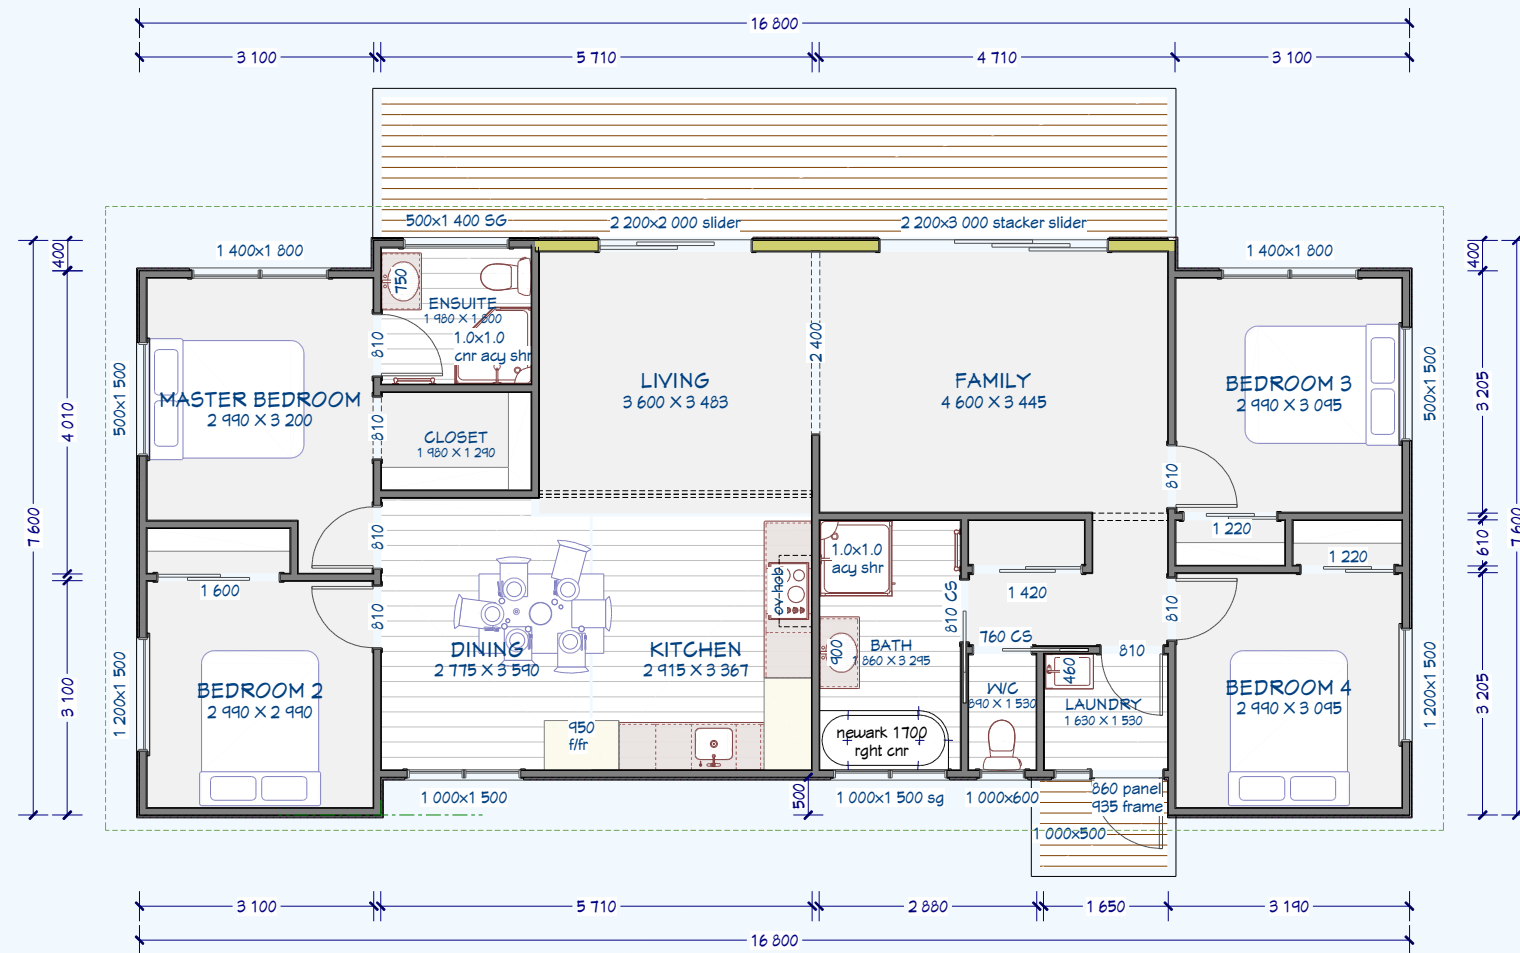 16 800
3 100
5 710
4 710
3 100
500x1 400 SG
2 200x2 000 slider
2 200x3 000 stacker slider
1 400x1 800
1 400x1 800
400
400
750
ENSUITE
1 980 X 1 800
1.0x1.0
cnr acy shr
810
2 400
500x1 500
MASTER BEDROOM
2 990 X 3 200
LIVING
3 600 X 3 483
FAMILY
4 600 X 3 445
BEDROOM 3
2 990 X 3 095
500x1 500
3 205
4 010
810
CLOSET
1 980 X 1 290
810
7 600
810
1 220
1 220
610
7 600
1 600
ov-hob
1.0x1.0
acy shr
1 420
810 CS
810
810
760 CS
810
DINING
2 775 X 3 590
KITCHEN
2 915 X 3 367
900
BATH
1 860 X 3 295
460
W/C
890 X 1 530
LAUNDRY
1 630 X 1 530
BEDROOM 2
2 990 X 2 990
BEDROOM 4
2 990 X 3 095
1 200x1 500
3 100
1 200x1 500
3 205
950
f/fr
newark 1700
rght cnr
1 000x1 500
500
1 000x1 500 sg
1 000x600
860 panel
935 frame
1 000x500
3 100
5 710
2 880
1 650
3 190
16 800